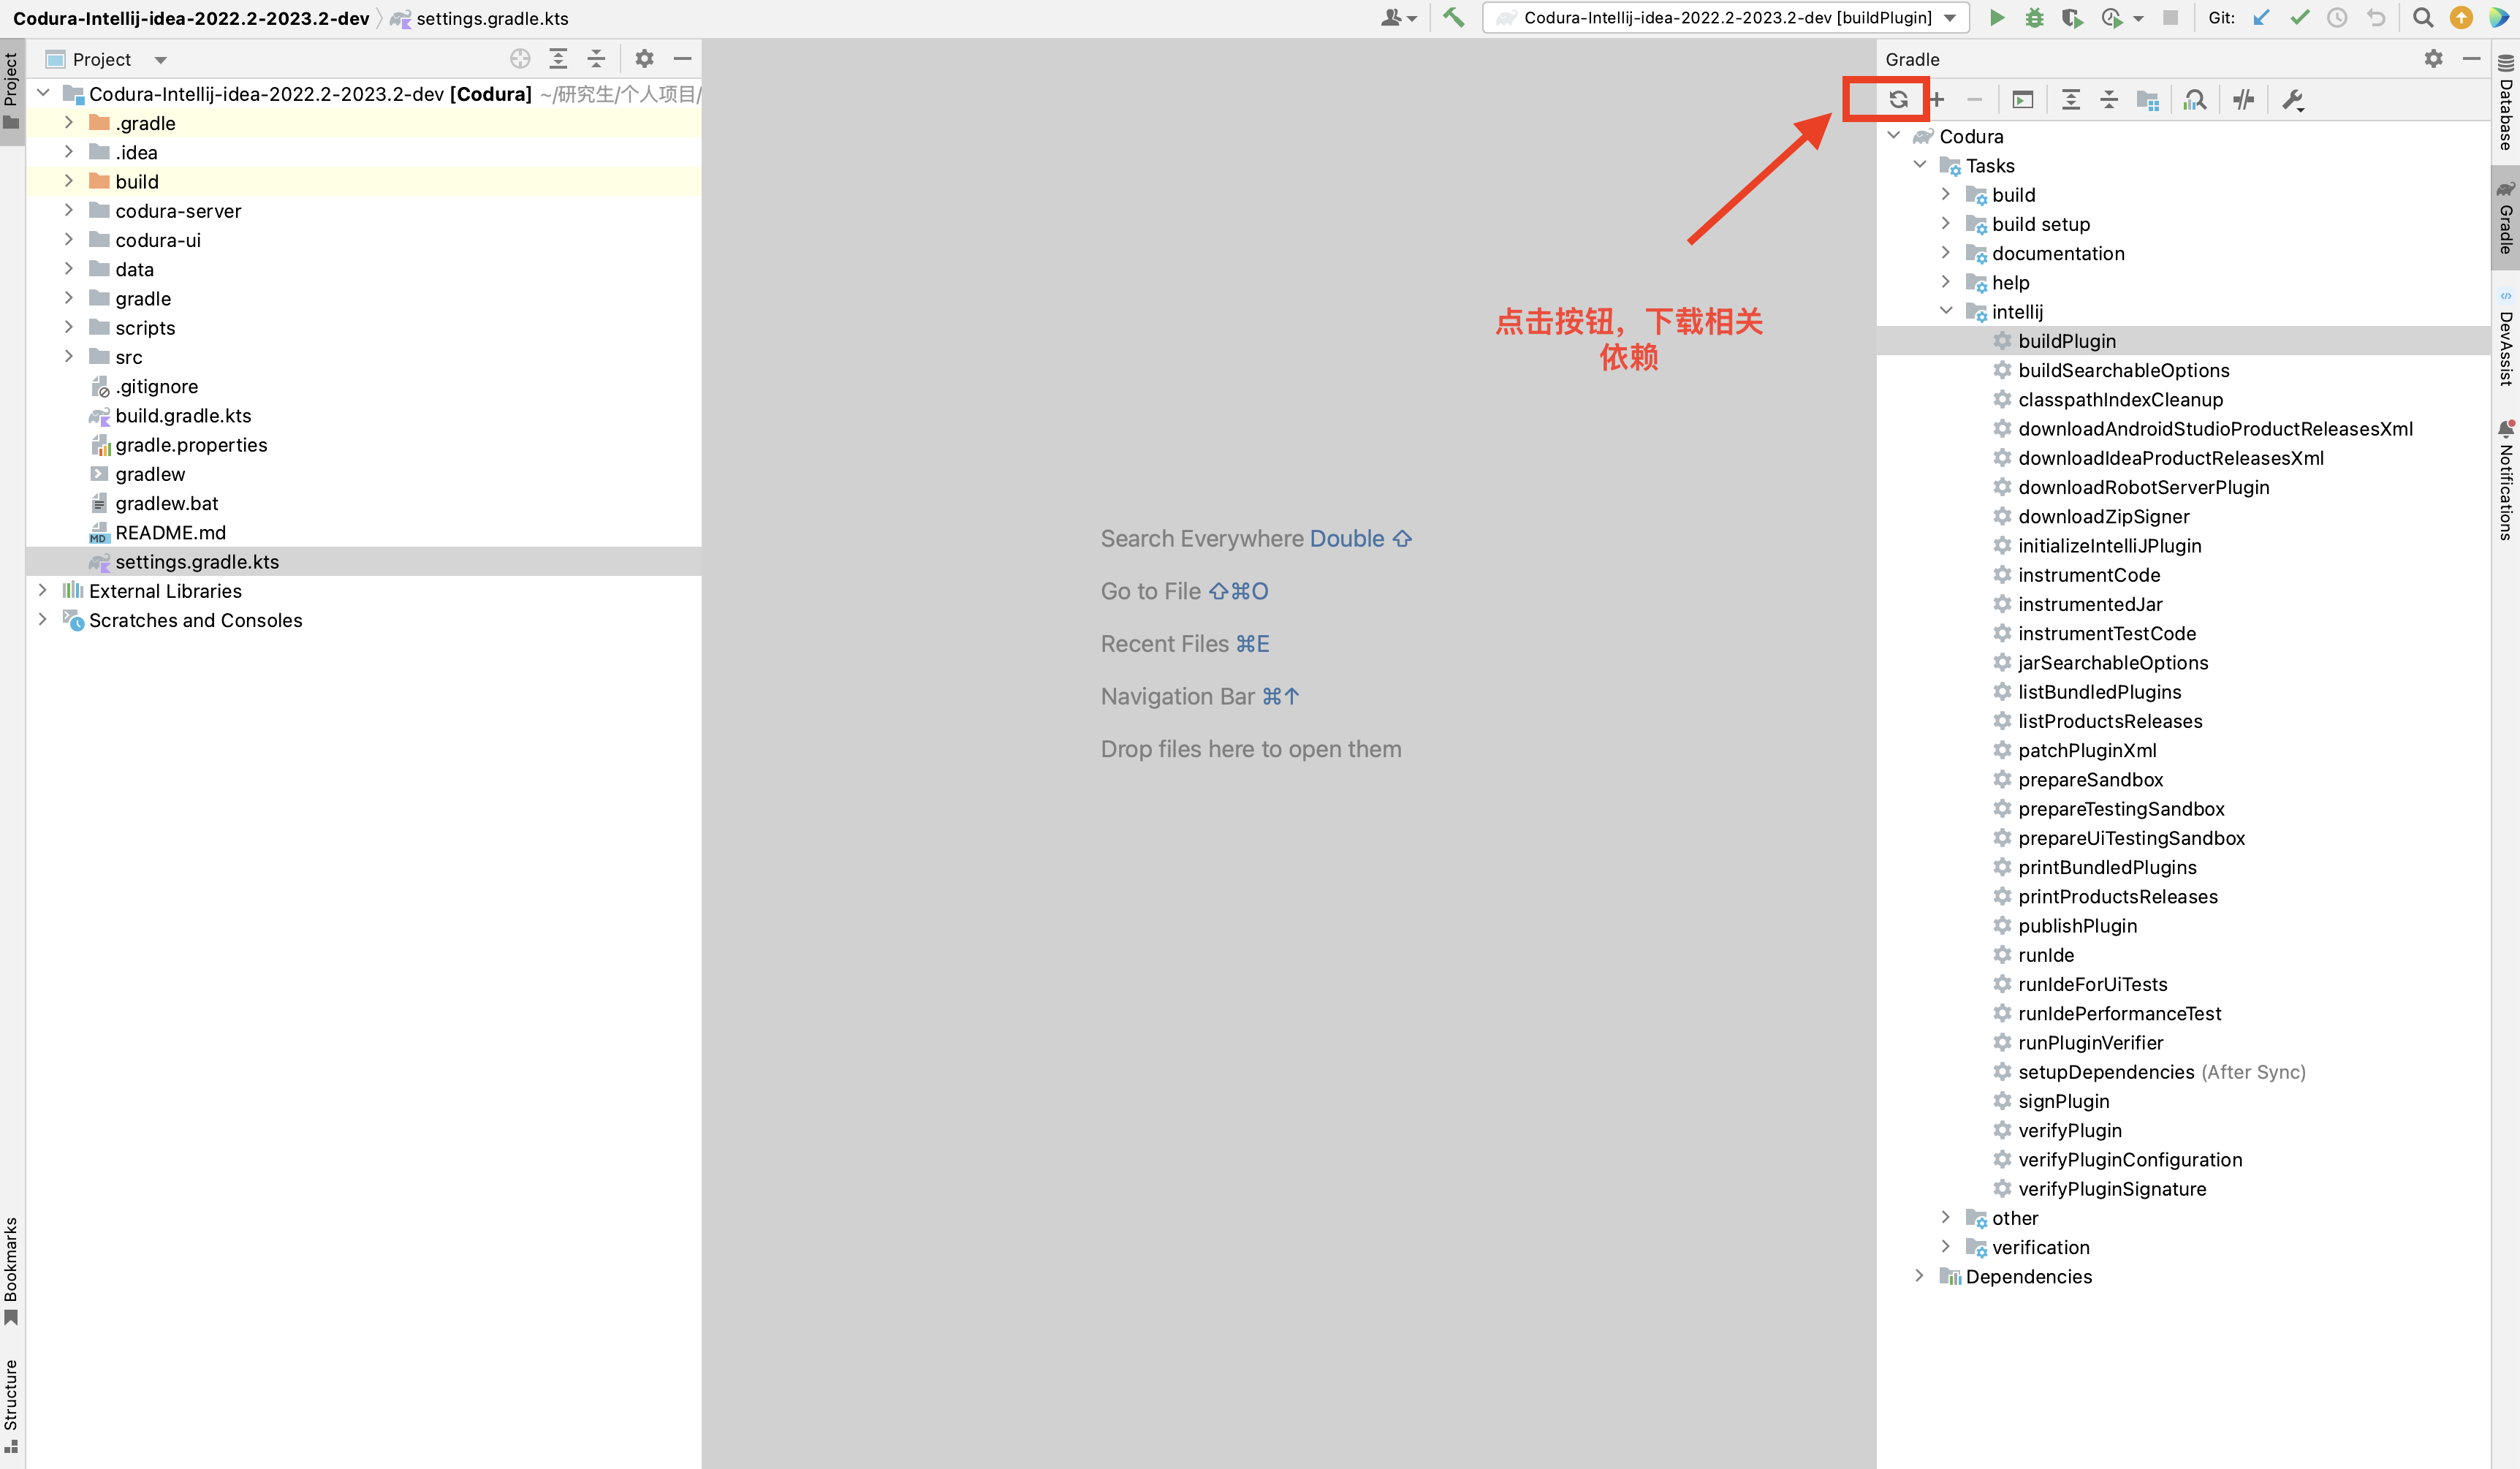 Codura-Intellij-idea-2022.2-2023.2-dev
settings.gradle.kts
Codura-Intellij-idea-2022.2-2023.2-dev [buildPlugin]
Git:
Project
Project
Codura-Intellij-idea-2022.2-2023.2-dev [Codura] ~/研究生/个人项目/
.gradle
.idea
build
codura-server
codura-ui
data
gradle
scripts
src
.gitignore
build.gradle.kts
gradle.properties
gradlew
gradlew.bat
MD
README.md
settings.gradle.kts
External Libraries
Scratches and Consoles
Bookmarks
Structure
点击按钮，下载相关
依赖
Search Everywhere Double ⇧
Go to File ⇧⌘O
Recent Files ⌘E
Navigation Bar ⌘↑
Drop files here to open them
Gradle
Codura
Tasks
build
build setup
documentation
help
intellij
buildPlugin
buildSearchableOptions
classpathIndexCleanup
downloadAndroidStudioProductReleasesXml
downloadIdeaProductReleasesXml
downloadRobotServerPlugin
downloadZipSigner
initializeIntelliJPlugin
instrumentCode
instrumentedJar
instrumentTestCode
jarSearchableOptions
listBundledPlugins
listProductsReleases
patchPluginXml
prepareSandbox
prepareTestingSandbox
prepareUiTestingSandbox
printBundledPlugins
printProductsReleases
publishPlugin
runIde
runIdeForUiTests
runIdePerformanceTest
runPluginVerifier
setupDependencies (After Sync)
signPlugin
verifyPlugin
verifyPluginConfiguration
verifyPluginSignature
other
verification
Dependencies
Database
Gradle
DevAssist
Notifications